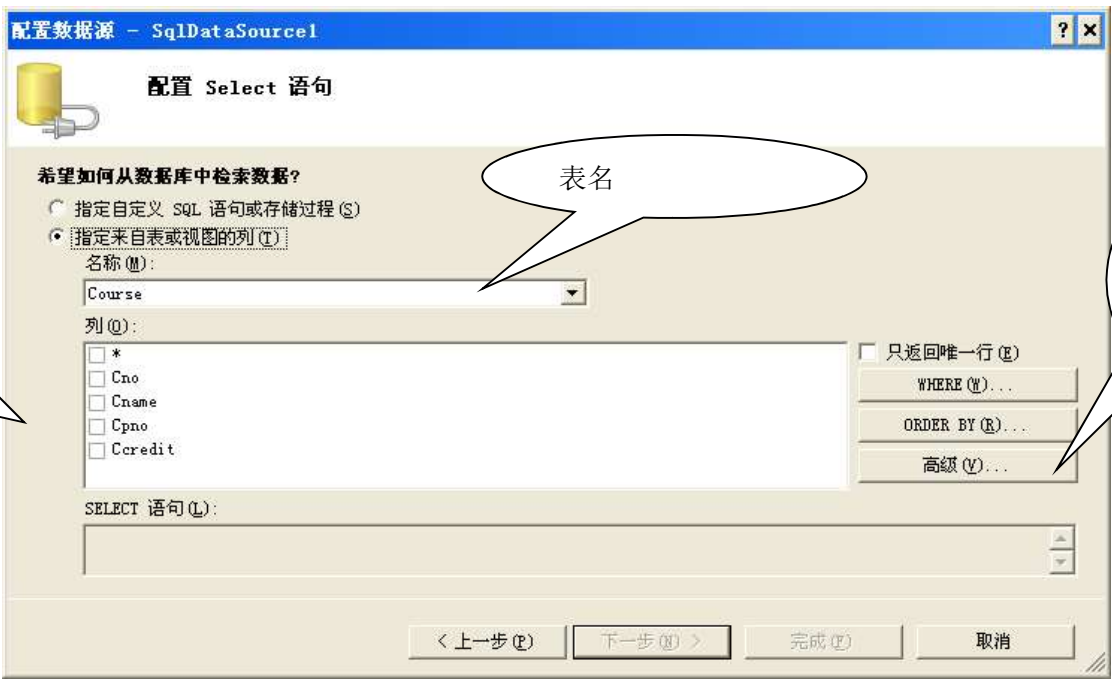 配置数据源 - SqlDataSource1
配置 Select 语句
希望如何从数据库中检索数据?
表名
指定自定义 SQL 语句或存储过程(S)
指定来自表或视图的列(T)
名称(M):
Course
列(O):
*
Cno
Cname
Cpno
Ccredit
只返回唯一行(E)
WHERE(W)...
ORDER BY(R)...
高级(V)...
SELECT 语句(L):
< 上一步(P)
下一步(N) >
完成(F)
取消